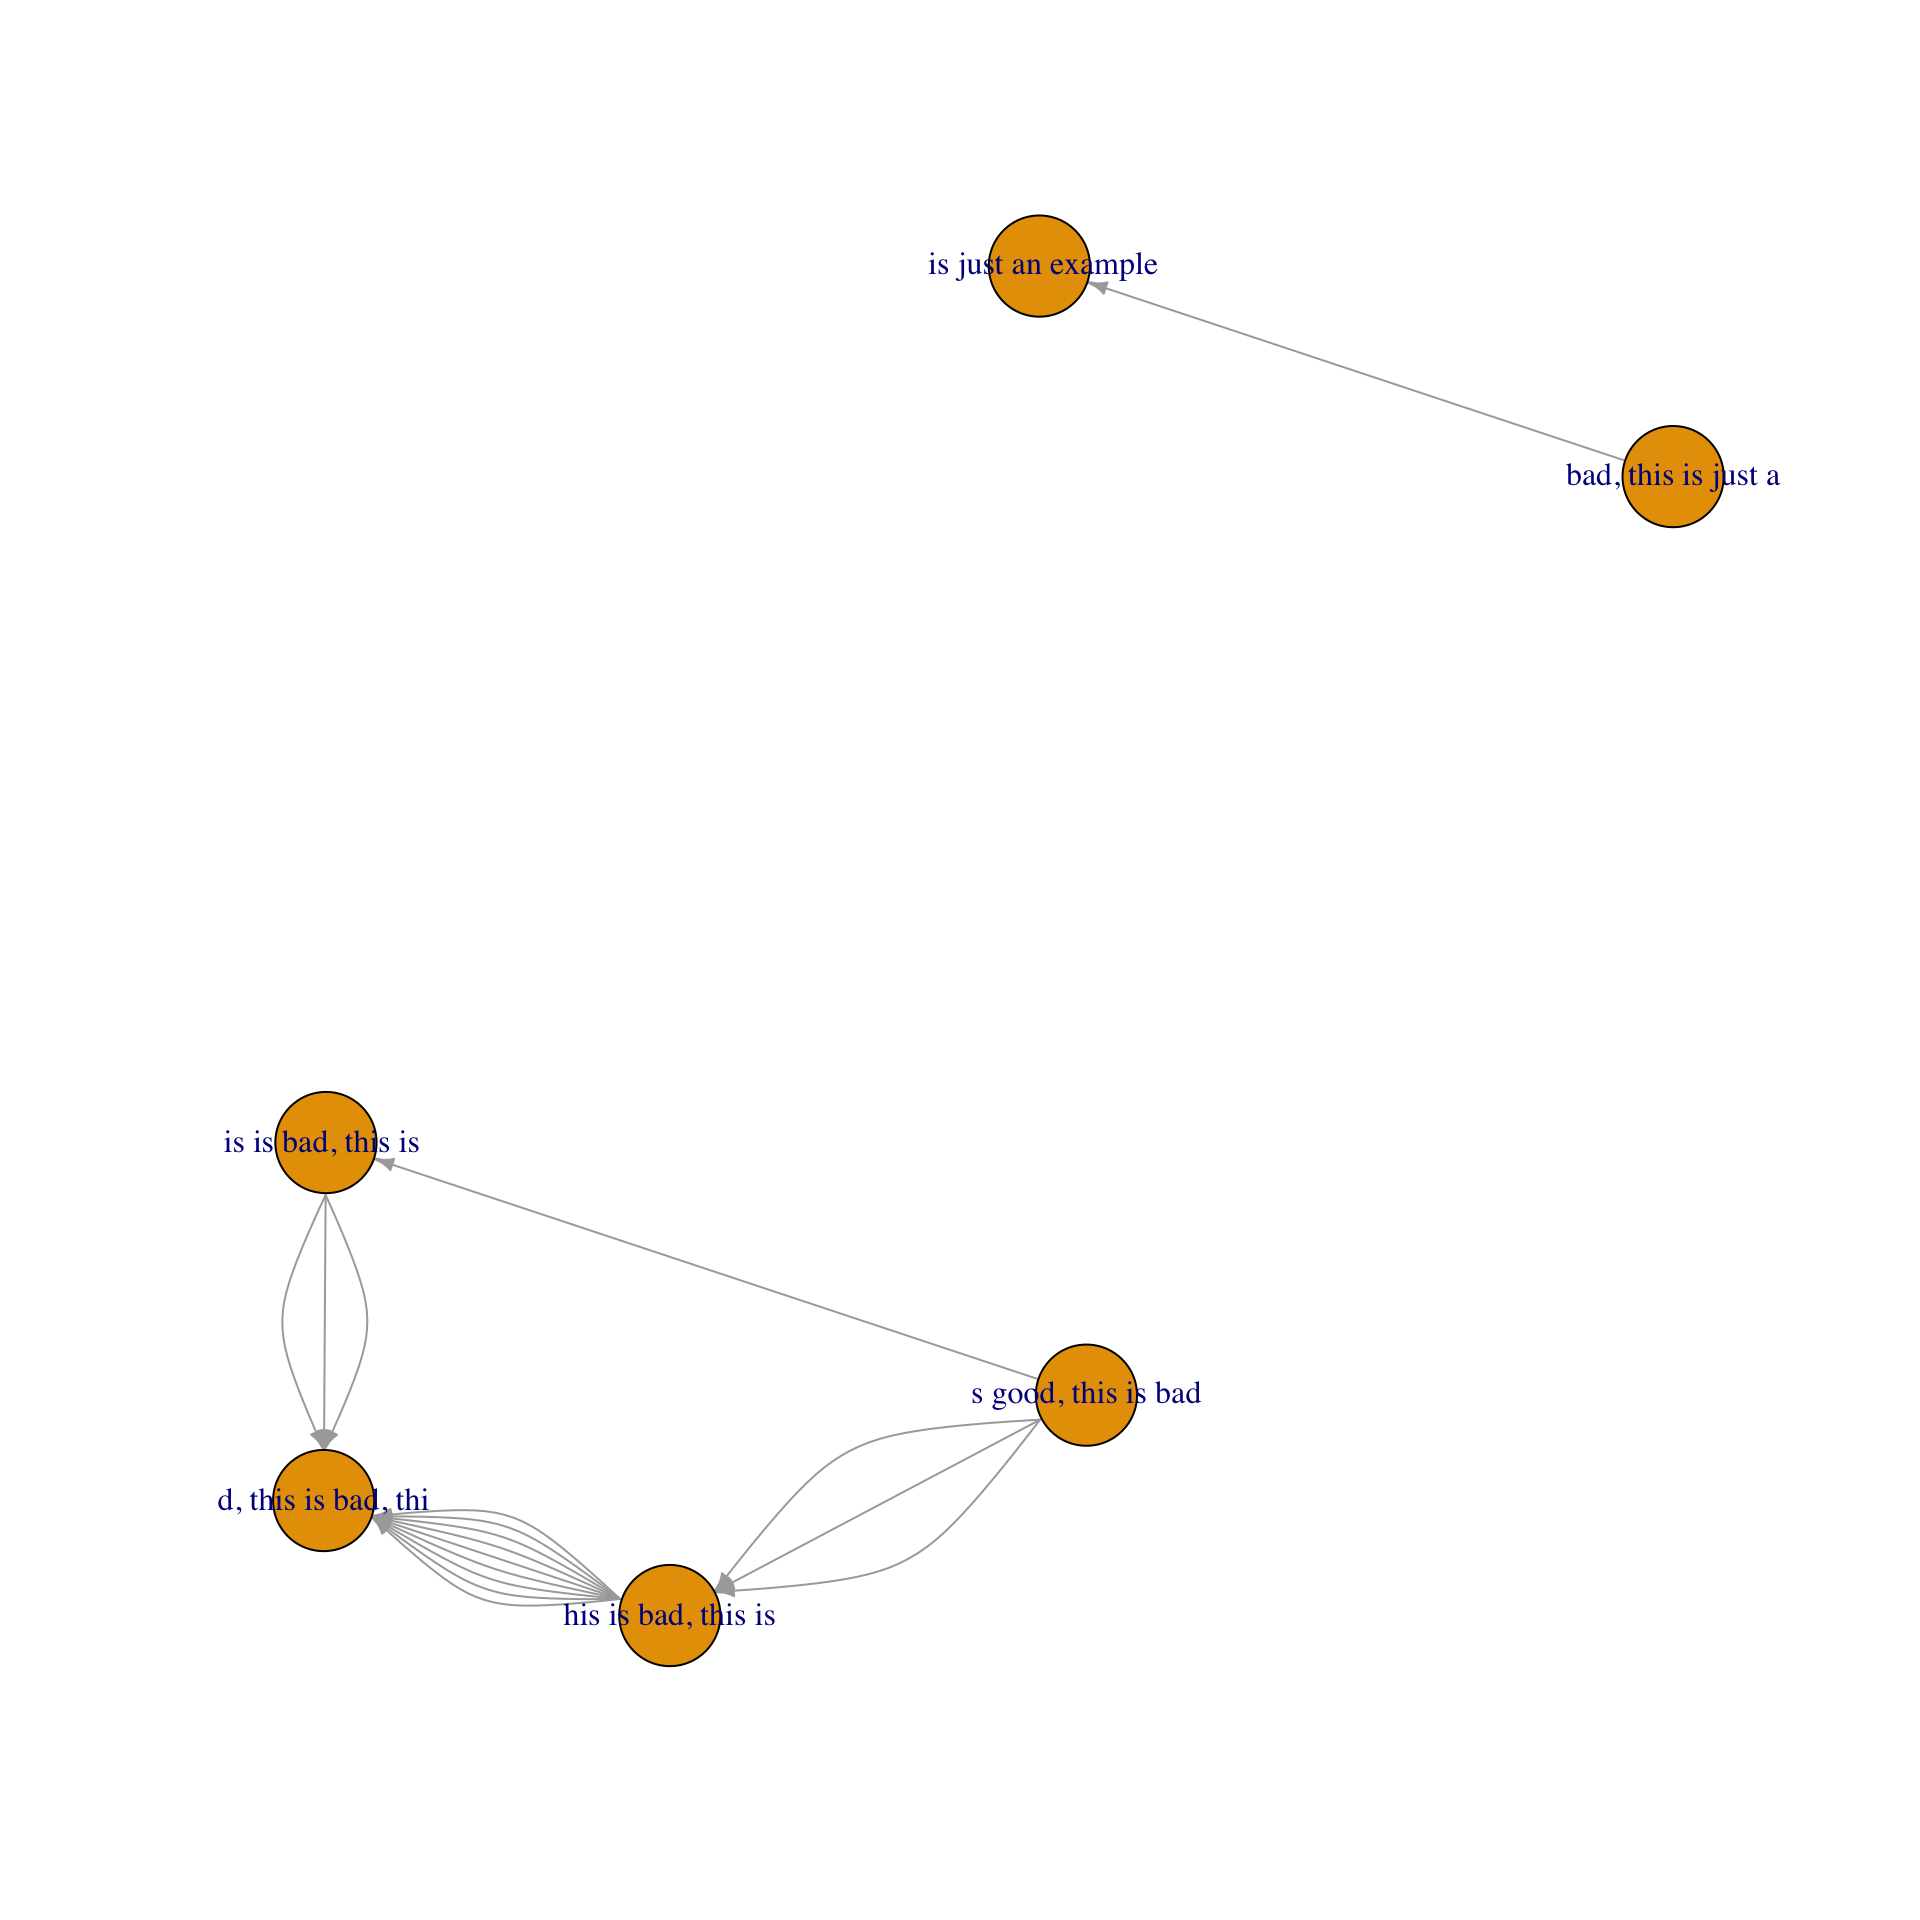 is just an example
bad, this is just a
is is bad, this is
s good, this is bad
d, this is bad, thi
his is bad, this is